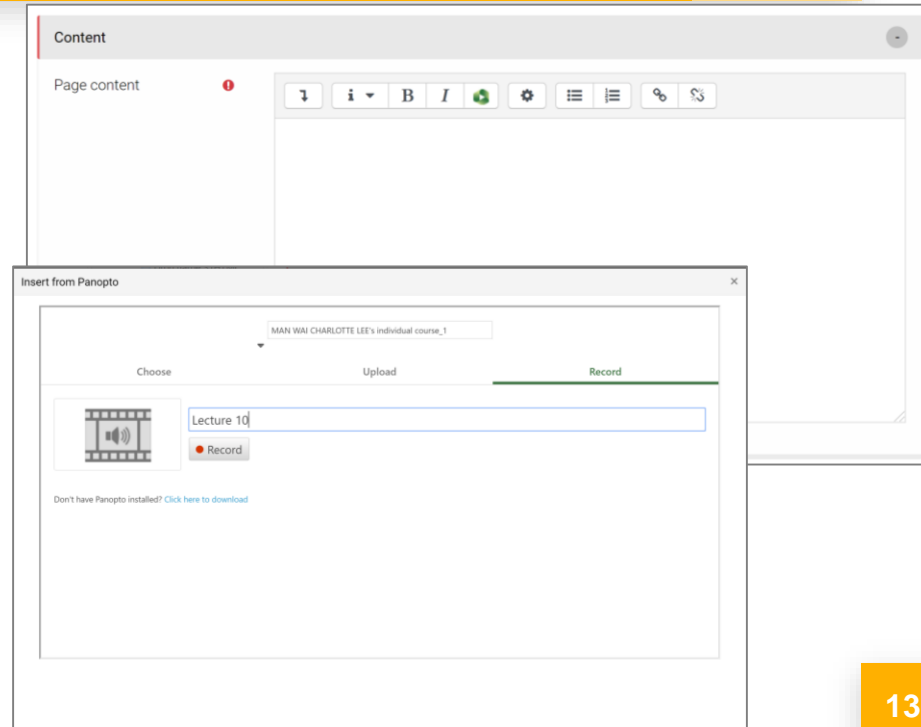 Content
-
Page content
i B I
Insert from Panopto
×
MAN WAI CHARLOTTE LEE's individual course_1
Choose Upload Record
Lecture 10
Record
Don't have Panopto installed? Click here to download
13